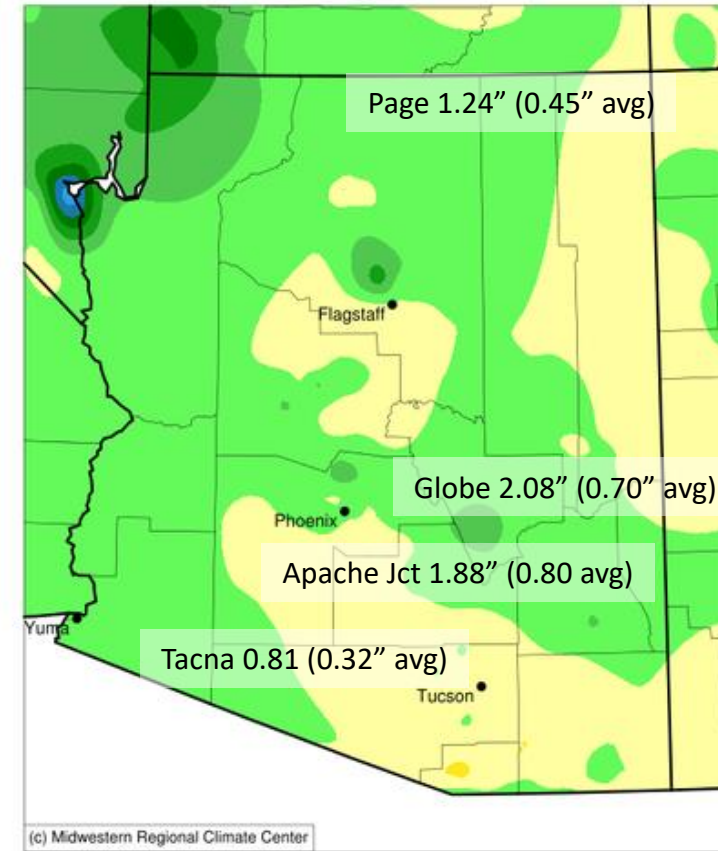 Page 1.24” (0.45” avg)
Flagstaff
Globe 2.08” (0.70” avg)
Phoenix
Apache Jct 1.88” (0.80 avg)
Yuma
Tacna 0.81 (0.32” avg)
Tucson
(c) Midwestern Regional Climate Center